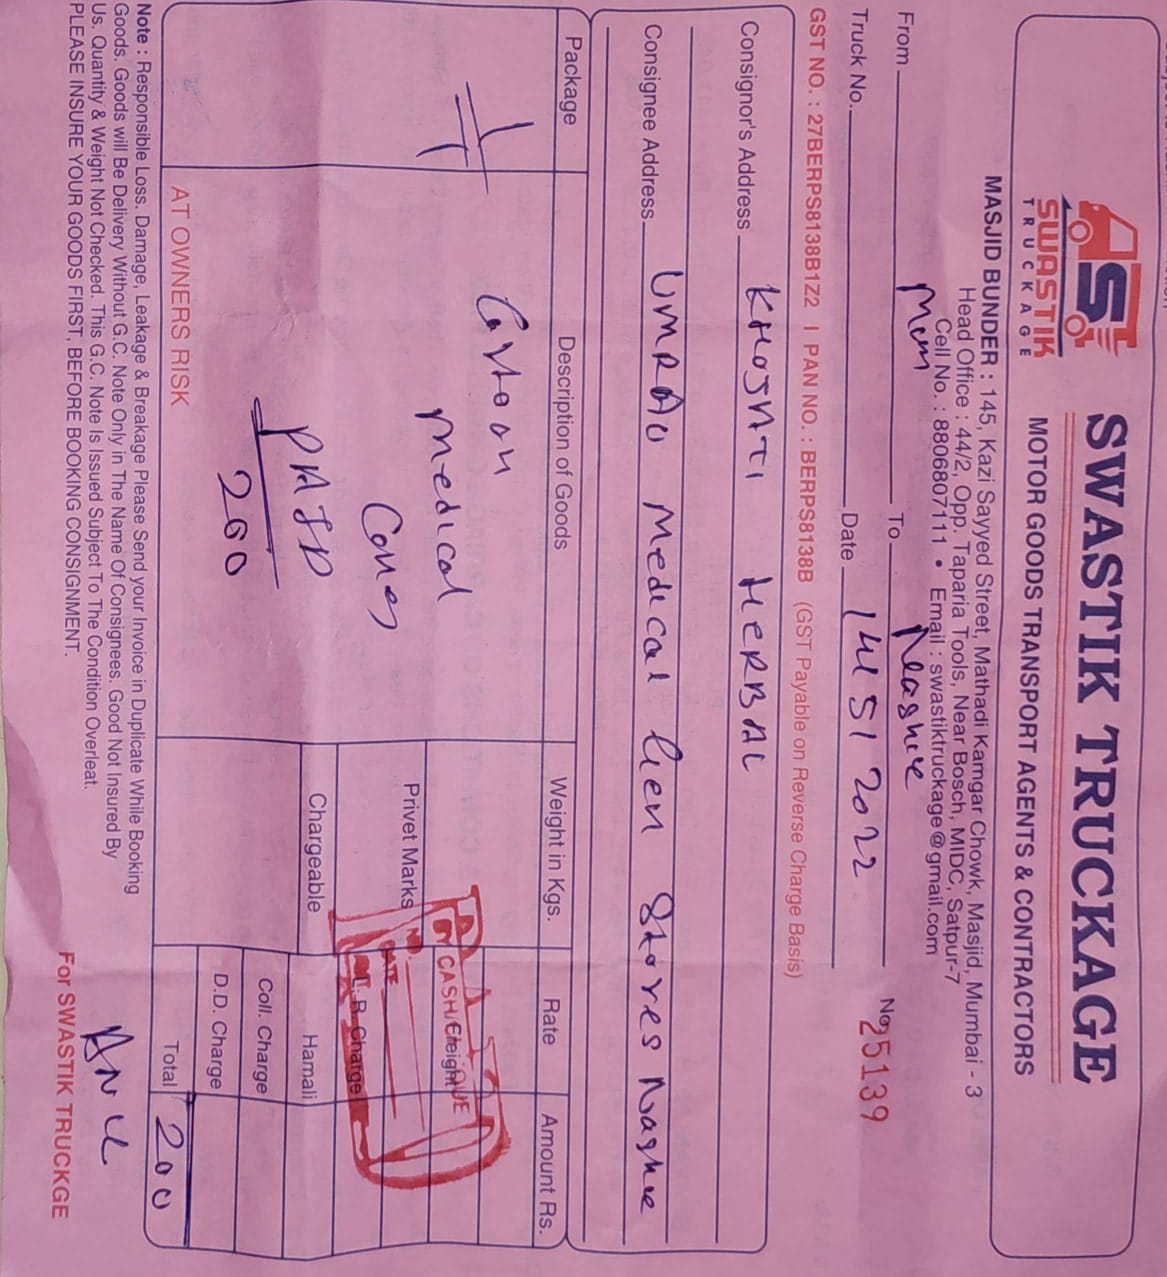 SWASTIK TRUCKAGE
SWASTIK
TRUCKAGE
MOTOR GOODS TRANSPORT AGENTS & CONTRACTORS
MASJID BUNDER : 145, Kazi Sayyed Street, Mathadi Kamgar Chowk, Masjid, Mumbai - 3
Head Office : 44/2, Opp. Taparia Tools, Near Bosch, MIDC, Satpur-7
Cell No. : 8806807111 • Email : swastiktruckage@gmail.com
From Mum To Nashik No 25139
Truck No. Date 14 5 2022
GST NO. : 27BERPS8138B1Z2 I PAN NO. : BERPS8138B (GST Payable on Reverse Charge Basis)
Consignor's Address KHOJATI HERBAL
Consignee Address UMRAO Medical Gen Stores Nashik
Package Description of Goods Weight in Kgs. Rate Amount Rs.
Cartoon
CASH/
Freight
medical
Privet Marks
DATE
PAID
L. R. Charge
Chargeable Hamali
200
Coll. Charge
D.D. Charge
AT OWNERS RISK Total 200
Note : Responsible Loss, Damage, Leakage & Breakage Please Send your Invoice in Duplicate While Booking
Goods. Goods will Be Delivery Without G.C. Note Only in The Name Of Consignees. Good Not Insured By
Us. Quantity & Weight Not Checked. This G.C. Note Is Issued Subject To The Condition Overleat.
PLEASE INSURE YOUR GOODS FIRST, BEFORE BOOKING CONSIGNMENT.
For SWASTIK TRUCKGE